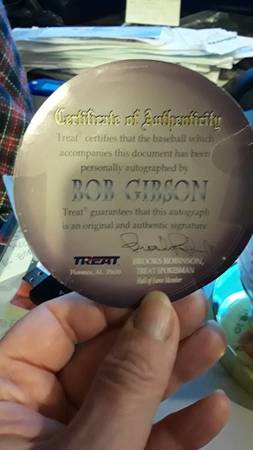 Certificate of Authenticity
Treat® certifies that the baseball which
accompanies this document has been
personally autographed by
BOB GIBSON
Treat® guarantees that this autograph
is an original and authentic signature
TREAT
Florence, AL
BROOKS ROBINSON,
TREAT SPOKESMAN
Hall of Fame Member